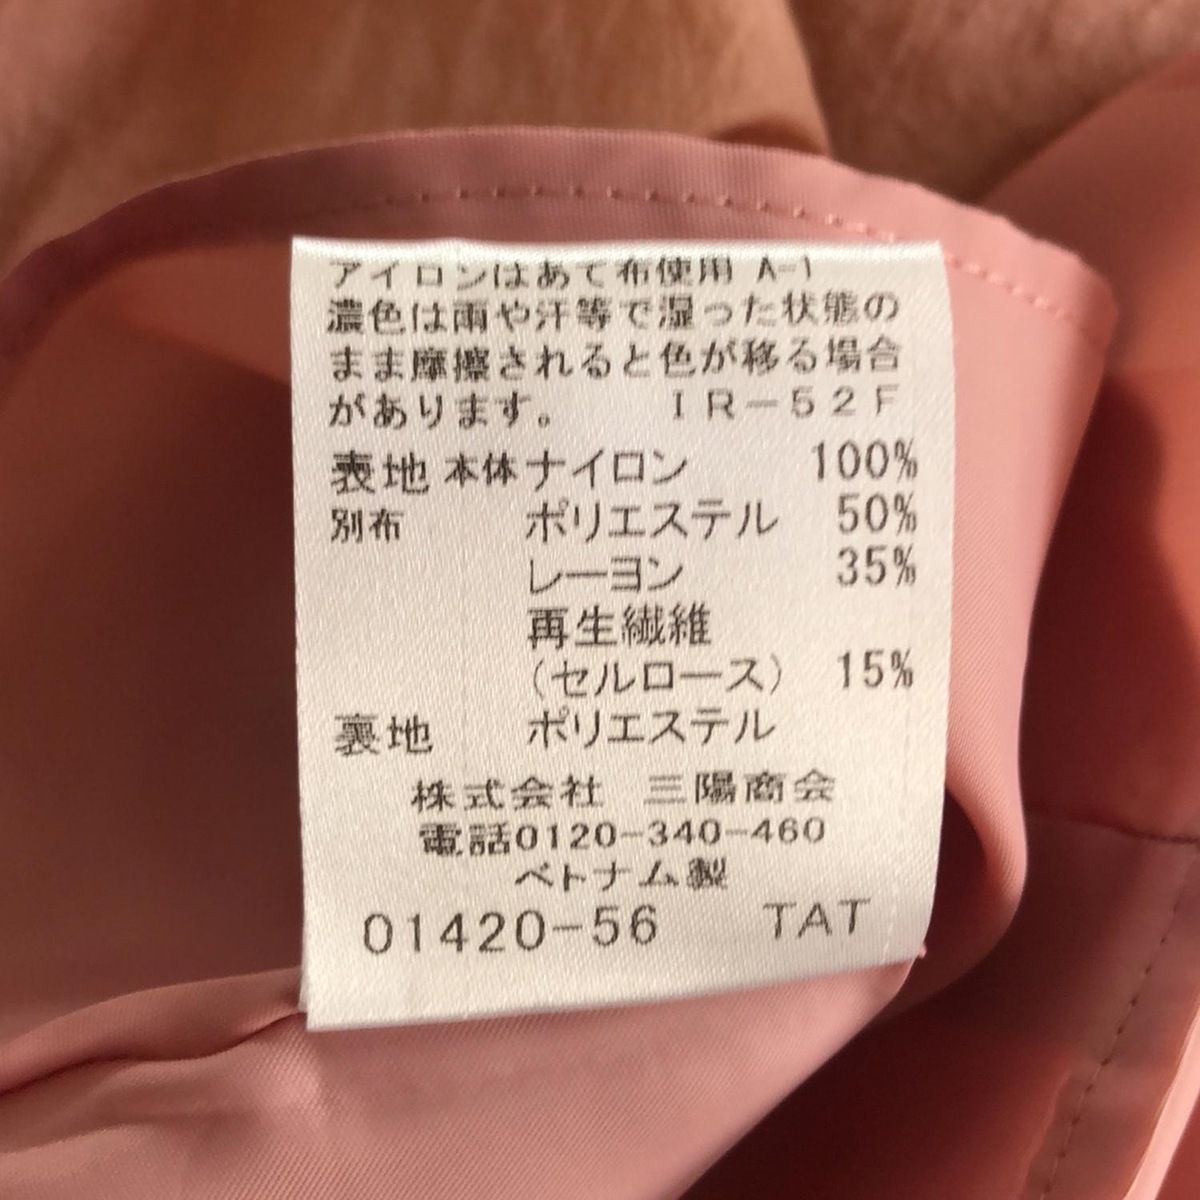 アイロンはあて布使用 A-1
濃色は雨や汗等で湿った状態の
まま摩擦されると色が移る場合
があります。 IR-52F
表地 本体 ナイロン 100%
別布 ポリエステル 50%
レーヨン 35%
再生繊維
(セルロース) 15%
裏地 ポリエステル
株式会社 三陽商会
電話0120-340-460
ベトナム製
01420-56 TAT